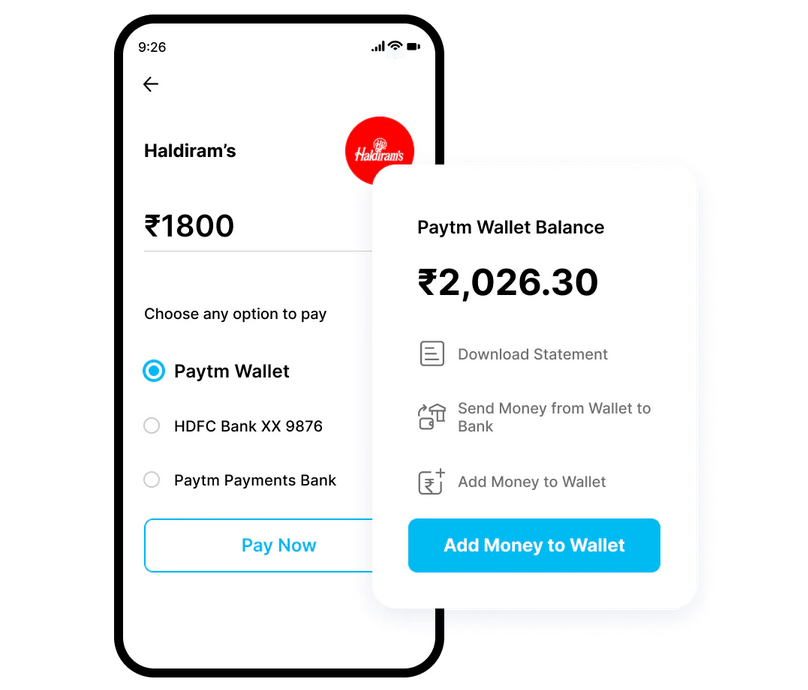 9:26
Haldiram's
Haldiram's
₹1800
Choose any option to pay
Paytm Wallet
HDFC Bank XX 9876
Paytm Payments Bank
Pay Now
Paytm Wallet Balance
₹2,026.30
Download Statement
Send Money from Wallet to
Bank
Add Money to Wallet
Add Money to Wallet